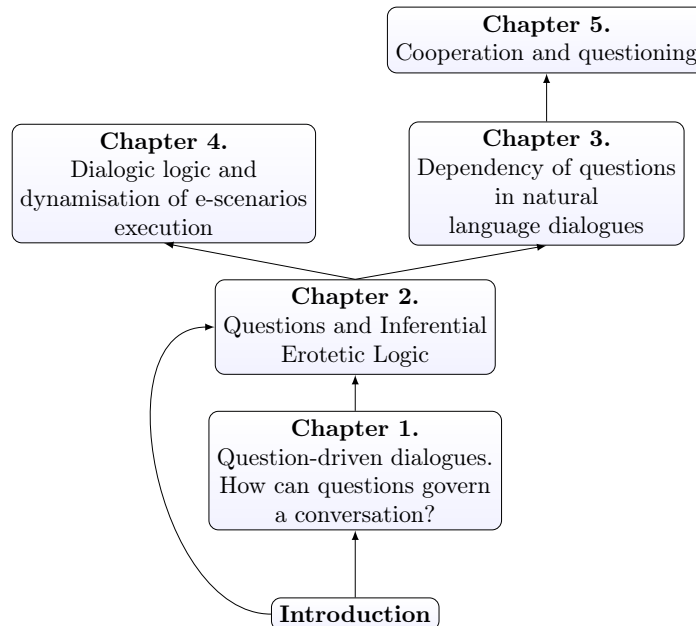 Chapter 5.
Cooperation and questioning
Chapter 4.
Dialogic logic and
dynamisation of e-scenarios
execution
Chapter 3.
Dependency of questions
in natural
language dialogues
Chapter 2.
Questions and Inferential
Erotetic Logic
Chapter 1.
Question-driven dialogues.
How can questions govern
a conversation?
Introduction